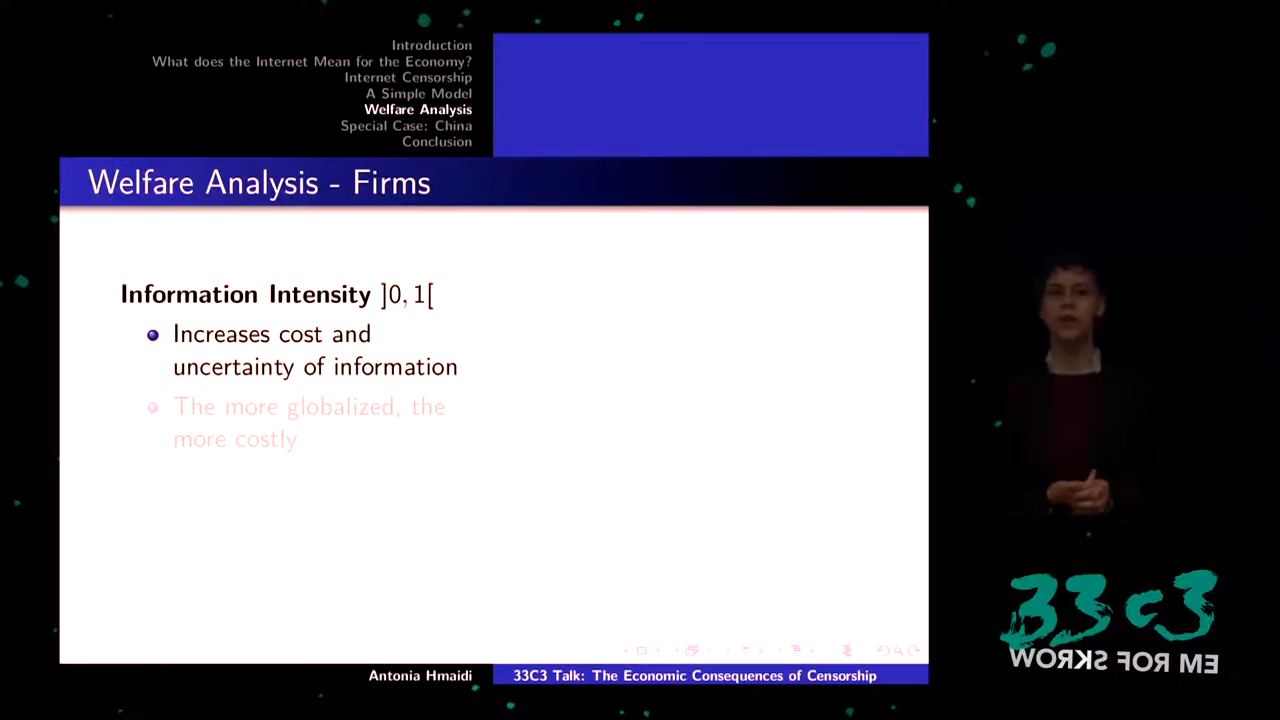 Introduction
What does the Internet Mean for the Economy?
Internet Censorship
A Simple Model
Welfare Analysis
Special Case: China
Conclusion
Welfare Analysis - Firms
Information Intensity ]0, 1[
Increases cost and
uncertainty of information
The more globalized, the
more costly
Antonia Hmaidi
33C3 Talk: The Economic Consequences of Censorship
33C3
WORKS FOR ME